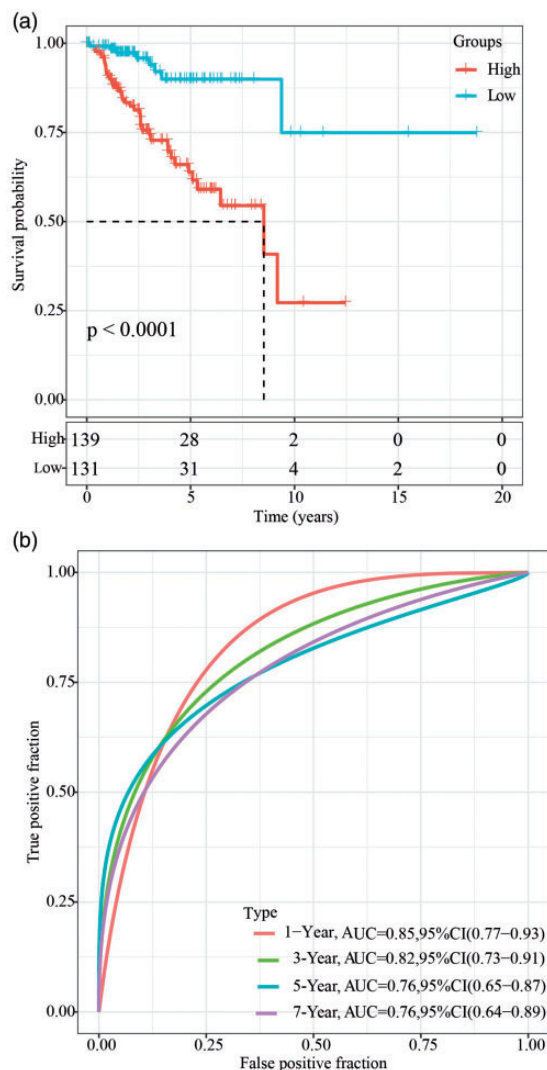 (a)
1.00
0.75
0.50
0.25
0.00
Survival probability
Groups
High
Low
p < 0.0001
High 139 28 2 0 0
Low 131 31 4 2 0
0 5 10 15 20
Time (years)
(b)
1.00
0.75
0.50
0.25
0.00
True positive fraction
Type
1−Year, AUC=0.85,95%CI(0.77−0.93)
3-Year, AUC=0.82,95%CI(0.73−0.91)
5-Year, AUC=0.76,95%CI(0.65−0.87)
7-Year, AUC=0.76,95%CI(0.64−0.89)
0.00 0.25 0.50 0.75 1.00
False positive fraction